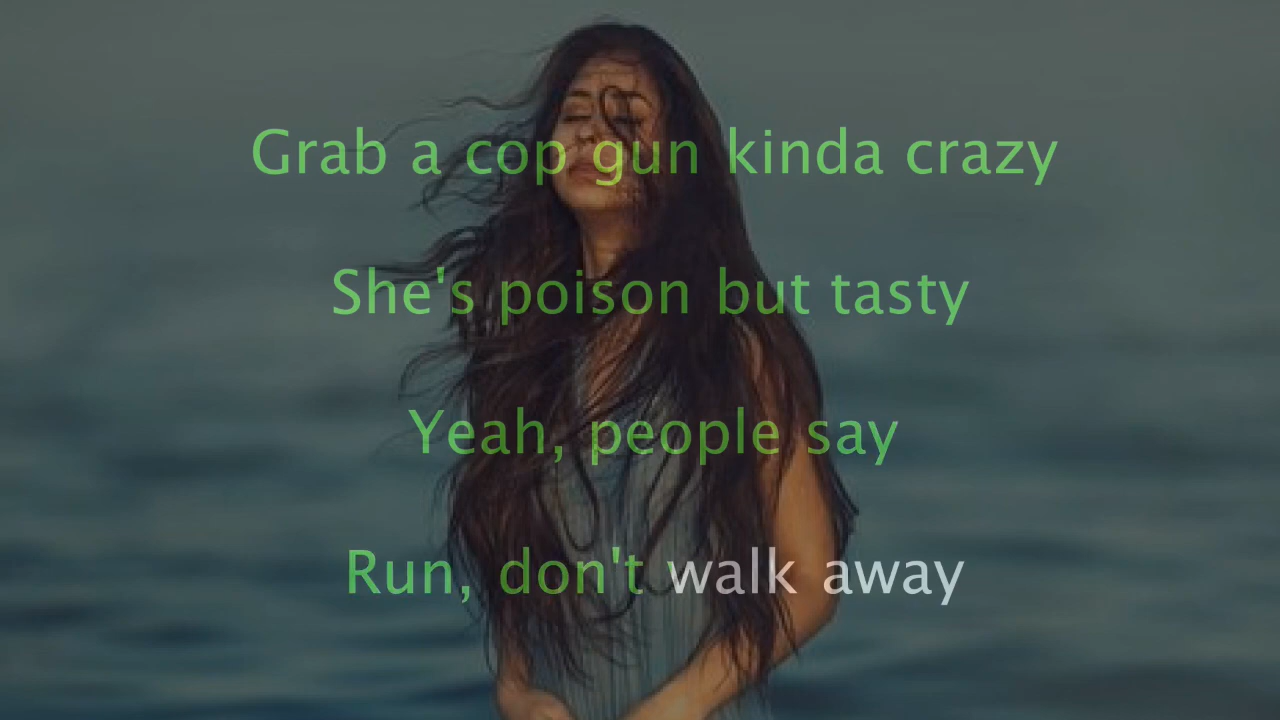 Grab a cop gun kinda crazy
She's poison but tasty
Yeah, people say
Run, don't walk away